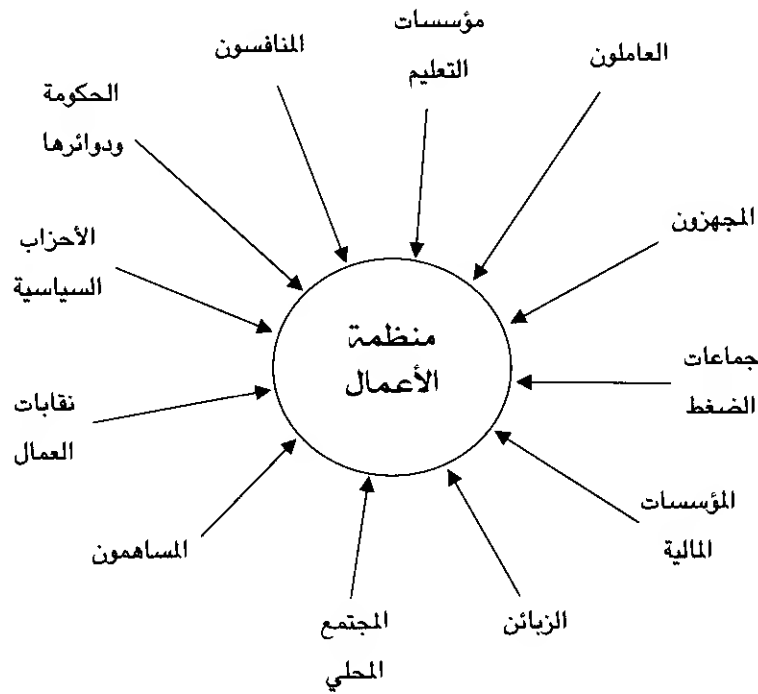 مؤسسات
التعليم
العاملون
المنافسون
الحكومة
ودوائرها
المجهزون
الأحزاب
السياسية
منظمة
الأعمال
جماعات
الضغط
نقابات
العمال
المؤسسات
المالية
المساهمون
الزبائن
المجتمع
المحلي